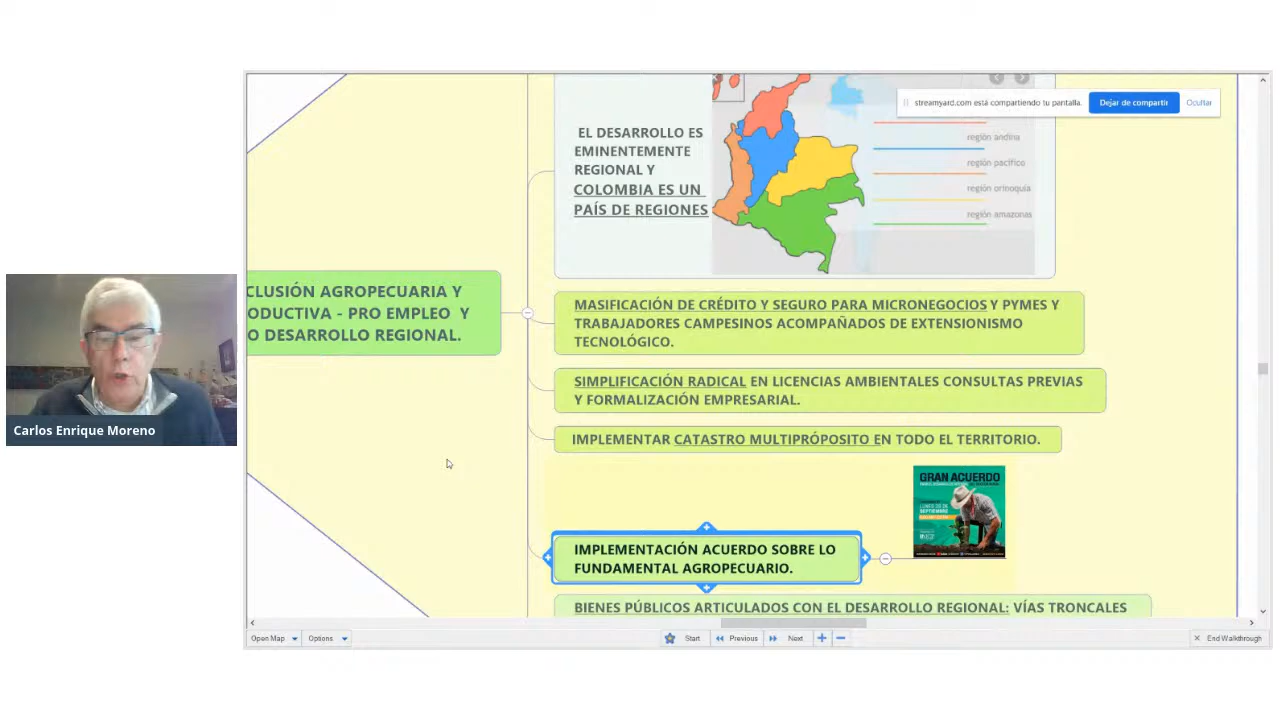 streamyard.com está compartiendo tu pantalla.
Dejar de compartir
Ocultar
EL DESARROLLO ES
EMINENTEMENTE
REGIONAL Y
COLOMBIA ES UN
PAÍS DE REGIONES
región andina
región pacífico
región orinoquía
región amazonas
CLUSIÓN AGROPECUARIA Y
ODUCTIVA - PRO EMPLEO Y
O DESARROLLO REGIONAL.
MASIFICACIÓN DE CRÉDITO Y SEGURO PARA MICRONEGOCIOS Y PYMES Y
TRABAJADORES CAMPESINOS ACOMPAÑADOS DE EXTENSIONISMO
TECNOLÓGICO.
SIMPLIFICACIÓN RADICAL EN LICENCIAS AMBIENTALES CONSULTAS PREVIAS
Y FORMALIZACIÓN EMPRESARIAL.
IMPLEMENTAR CATASTRO MULTIPRÓPOSITO EN TODO EL TERRITORIO.
Carlos Enrique Moreno
GRAN ACUERDO
SEPTIEMBRE
IMPLEMENTACIÓN ACUERDO SOBRE LO
FUNDAMENTAL AGROPECUARIO.
BIENES PÚBLICOS ARTICULADOS CON EL DESARROLLO REGIONAL: VÍAS TRONCALES
Open Map
Options
Start
Previous
Next
End Walkthrough